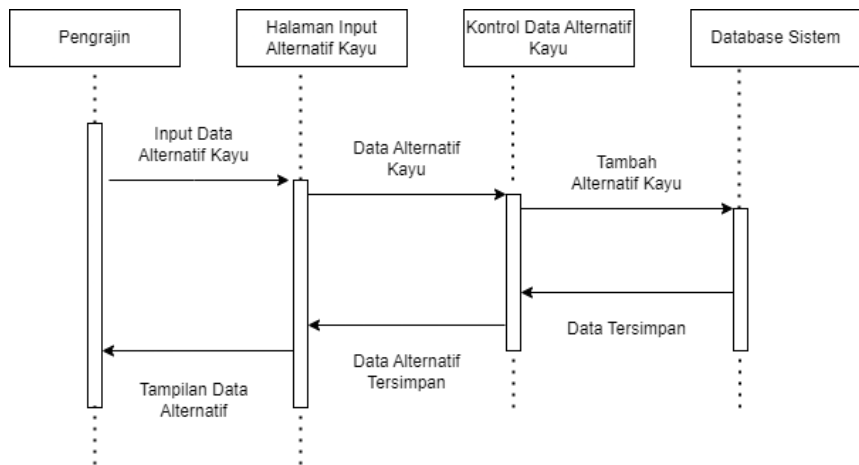 Pengrajin
Halaman Input
Alternatif Kayu
Kontrol Data Alternatif
Kayu
Database Sistem
Input Data
Alternatif Kayu
Data Alternatif
Kayu
Tambah
Alternatif Kayu
Data Tersimpan
Data Alternatif
Tersimpan
Tampilan Data
Alternatif